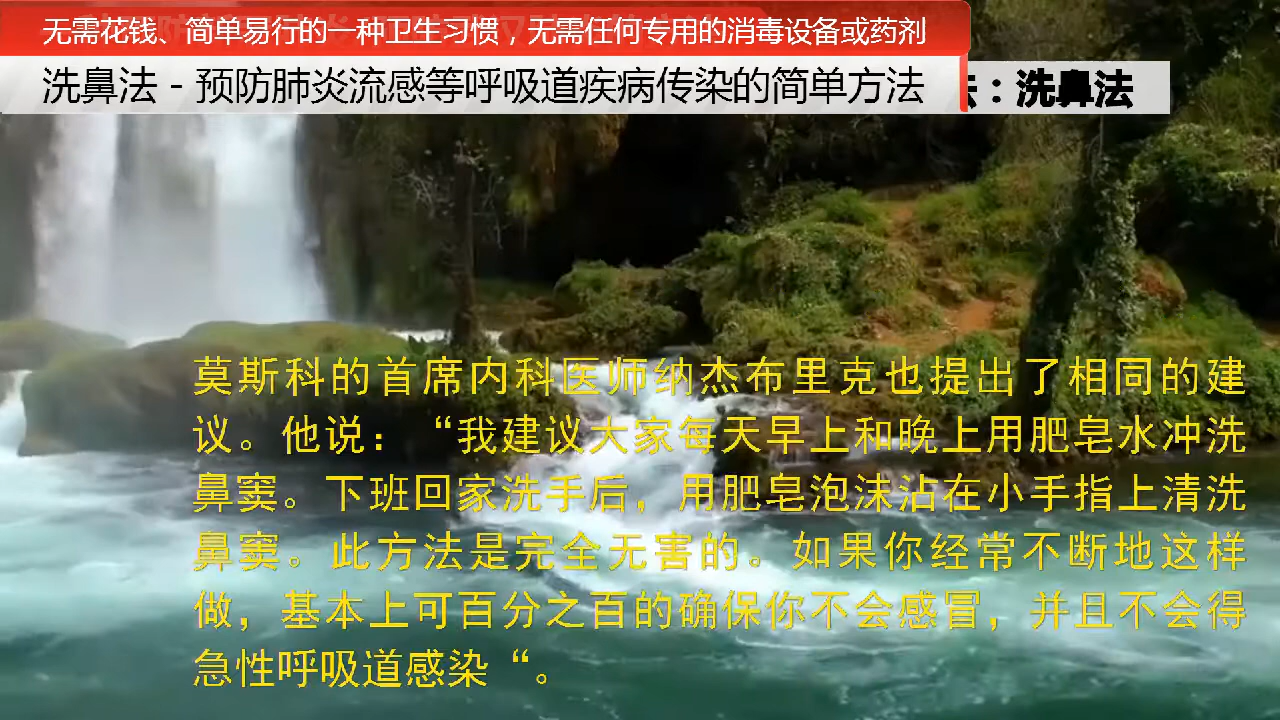 无需花钱、简单易行的一种卫生习惯，无需任何专用的消毒设备或药剂
洗鼻法 - 预防肺炎流感等呼吸道疾病传染的简单方法
：洗鼻法
莫斯科的首席内科医师纳杰布里克也提出了相同的建
议。他说：“我建议大家每天早上和晚上用肥皂水冲洗
鼻窦。下班回家洗手后，用肥皂泡沫沾在小手指上清洗
鼻窦。此方法是完全无害的。如果你经常不断地这样
做，基本上可百分之百的确保你不会感冒，并且不会得
急性呼吸道感染“。